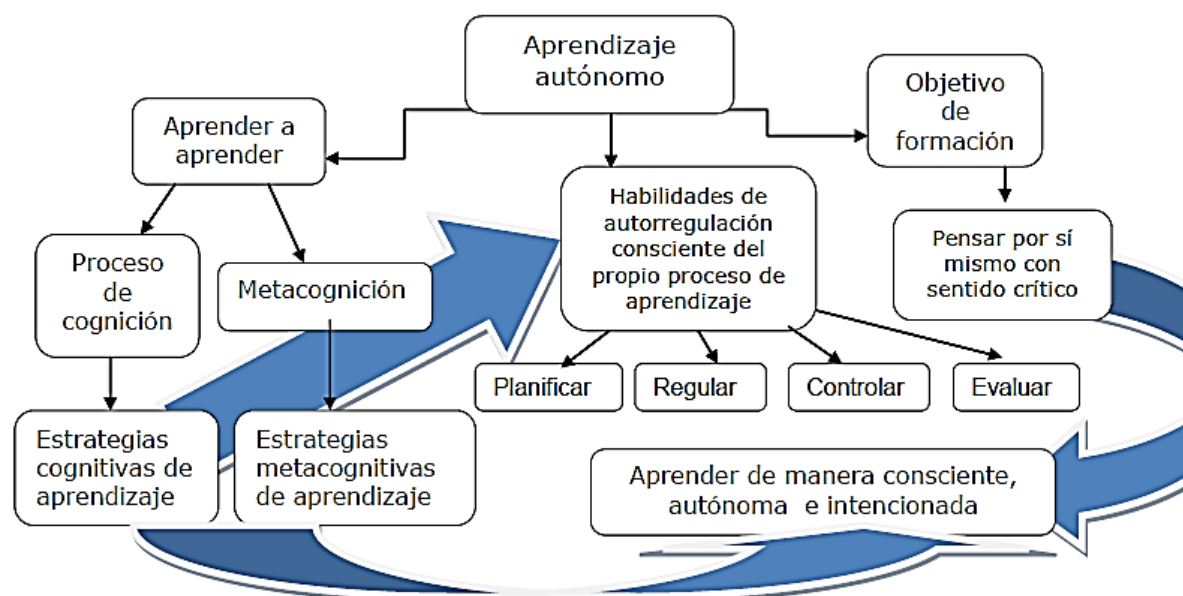 Aprendizaje
autónomo
Objetivo
de
formación
Aprender a
aprender
Habilidades de
autorregulación
consciente del
propio proceso de
aprendizaje
Pensar por sí
mismo con
sentido crítico
Proceso
de
cognición
Metacognición
Planificar
Regular
Controlar
Evaluar
Estrategias
cognitivas de
aprendizaje
Estrategias
metacognitivas
de aprendizaje
Aprender de manera consciente,
autónoma e intencionada